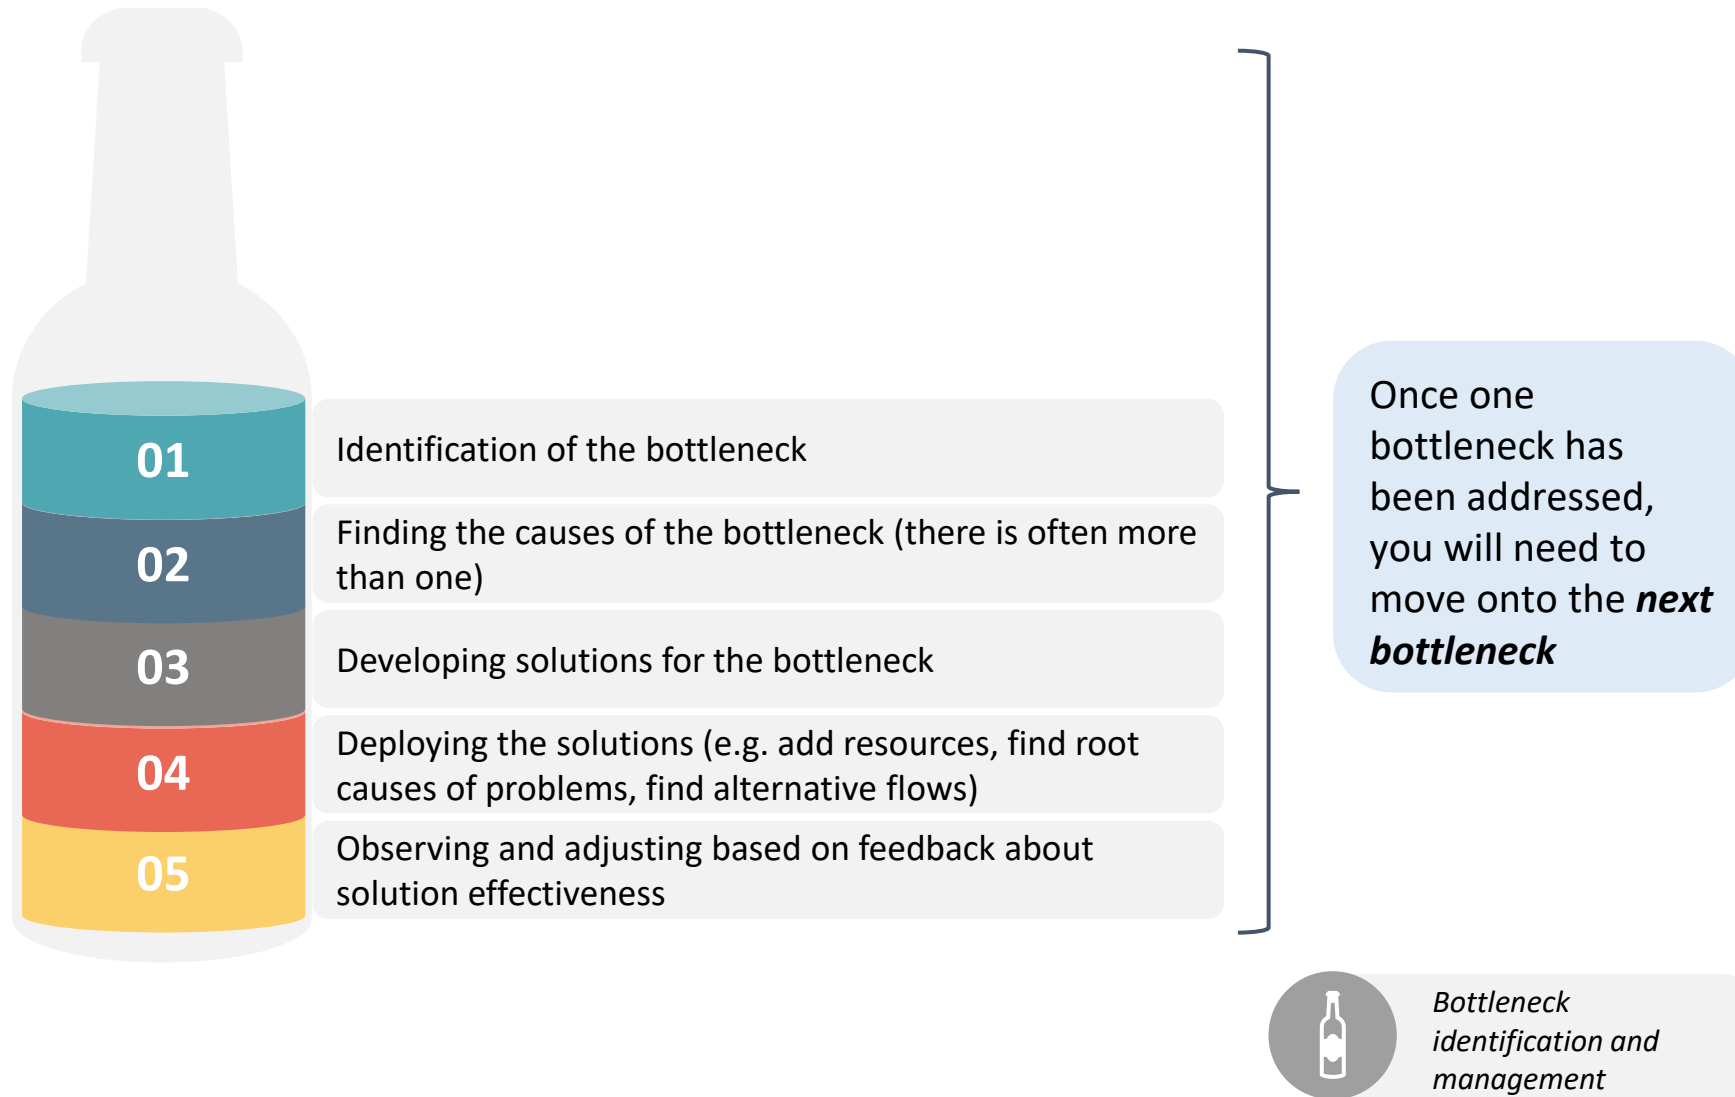 01
Identification of the bottleneck
02
Finding the causes of the bottleneck (there is often more
than one)
03
Developing solutions for the bottleneck
04
Deploying the solutions (e.g. add resources, find root
causes of problems, find alternative flows)
05
Observing and adjusting based on feedback about
solution effectiveness
Once one
bottleneck has
been addressed,
you will need to
move onto the next
bottleneck
Bottleneck
identification and
management